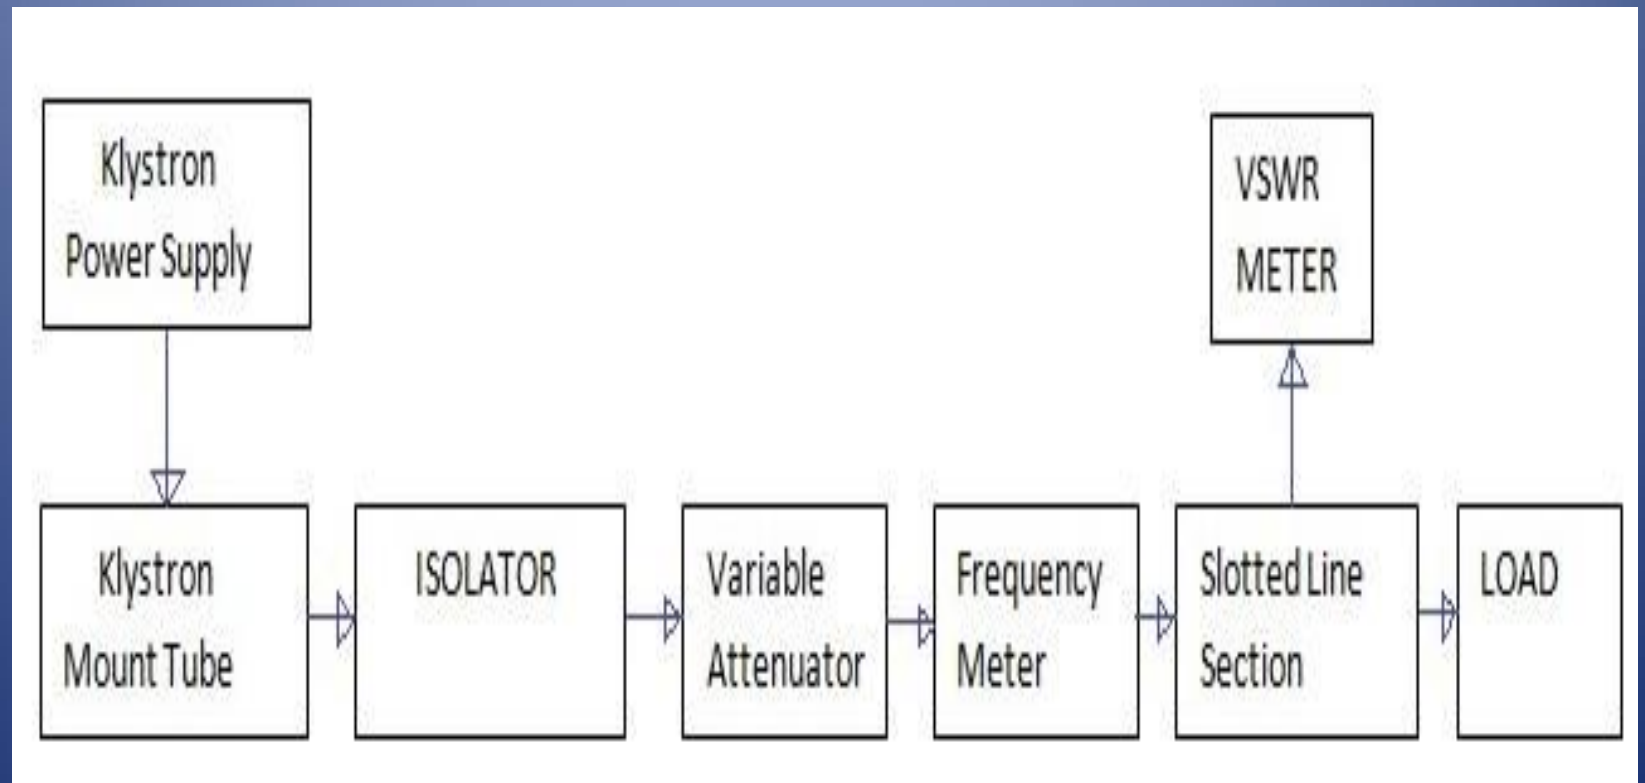 Klystron
Power Supply
VSWR
METER
Klystron
Mount Tube
ISOLATOR
Variable
Attenuator
Frequency
Meter
Slotted Line
Section
LOAD